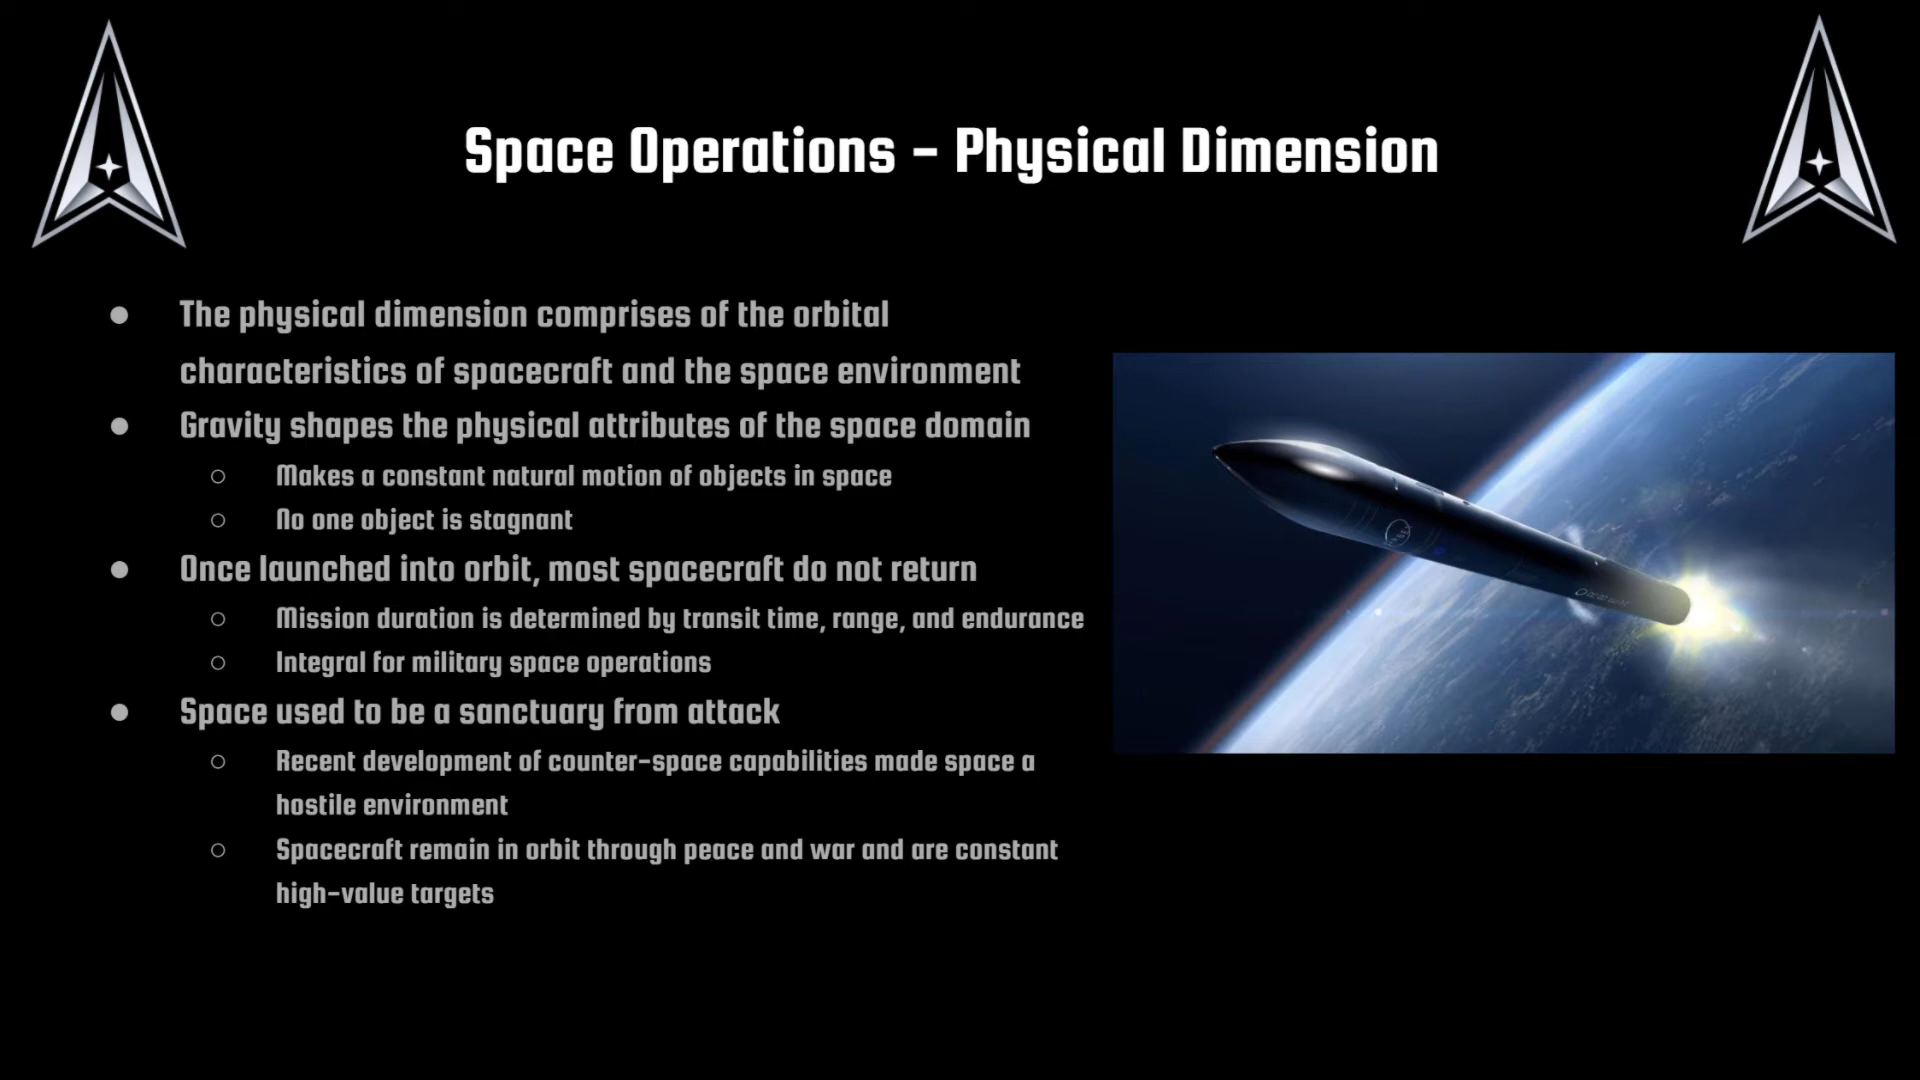 Space Operations - Physical Dimension
● The physical dimension comprises of the orbital
characteristics of spacecraft and the space environment
● Gravity shapes the physical attributes of the space domain
○ Makes a constant natural motion of objects in space
○ No one object is stagnant
● Once launched into orbit, most spacecraft do not return
○ Mission duration is determined by transit time, range, and endurance
○ Integral for military space operations
● Space used to be a sanctuary from attack
○ Recent development of counter-space capabilities made space a
hostile environment
○ Spacecraft remain in orbit through peace and war and are constant
high-value targets